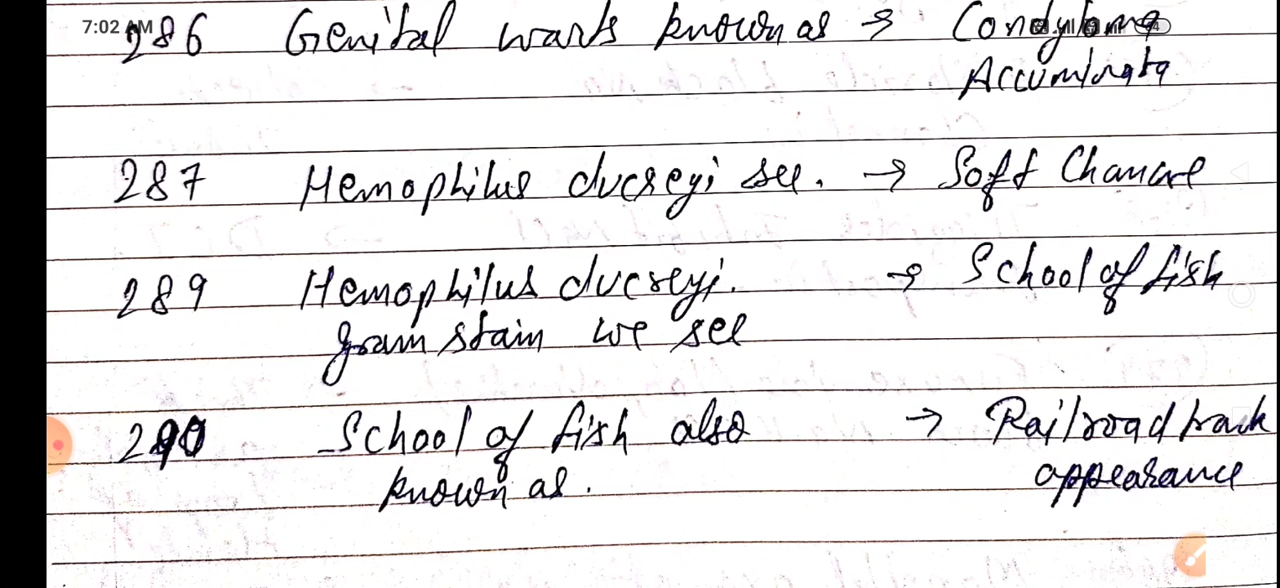 7:02 AM
286 Genital warts known as → Condyloma
Accuminata
287 Hemophilus ducreyi see. → Soft Chancre
289 Hemophilus ducreyi. → School of fish
gram stain we see
290 School of fish also → Railroad track
known as. appearance